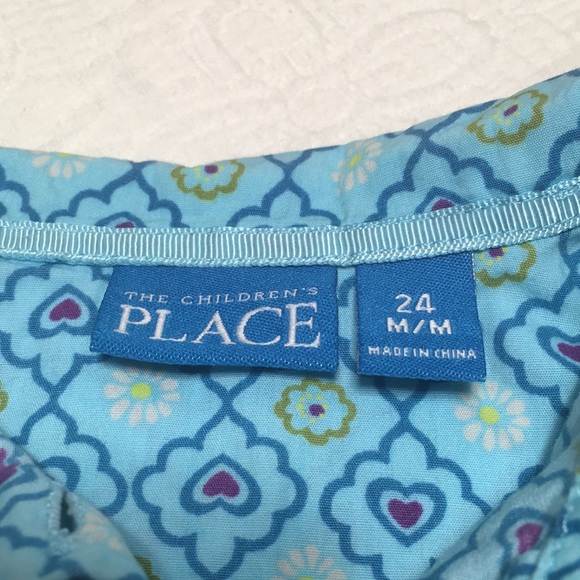 THE CHILDREN'S
PLACE
24
M/M
MADE IN CHINA